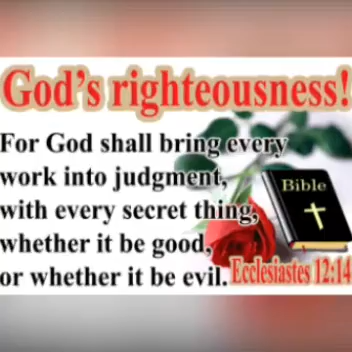 God's righteousness!
For God shall bring every
work into judgment,
Bible
with every secret thing,
whether it be good,
or whether it be evil. Ecclesiastes 12:14